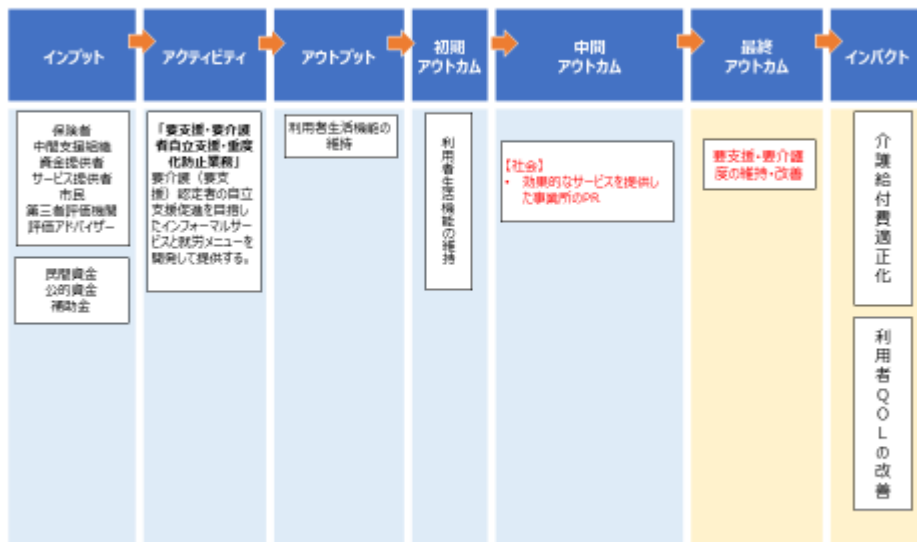 インプット
アクティビティ
アウトプット
初期
アウトカム
中間
アウトカム
最終
アウトカム
インパクト
保険者
中間支援組織
資金提供者
サービス提供者
市民
第三者評価機関
評価アドバイザー
民間資金
公的資金
補助金
「要支援・要介護
者自立支援・重度
化防止業務」
要介護（要支
援）認定者の自立
支援促進を目指し
たインフォーマルサー
ビスと就労メニューを
開発して提供する。
利用者生活機能の
維持
利用者生活機能の維持
【社会】
• 効果的なサービスを提供し
た事業所のPR
要支援・要介護
度の維持・改善
介護給付費適正化
利用者QOLの改善